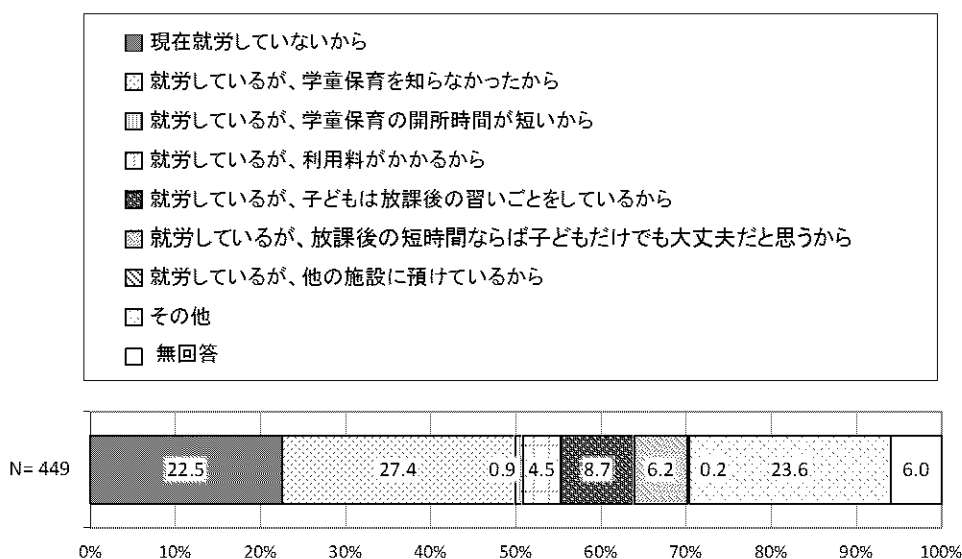 現在就労していないから
就労しているが、学童保育を知らなかったから
就労しているが、学童保育の開所時間が短いから
就労しているが、利用料がかかるから
就労しているが、子どもは放課後の習いごとをしているから
就労しているが、放課後の短時間ならば子どもだけでも大丈夫だと思うから
就労しているが、他の施設に預けているから
その他
無回答
N= 449 22.5 27.4 0.9 4.5 8.7 6.2 0.2 23.6 6.0
0% 10% 20% 30% 40% 50% 60% 70% 80% 90% 100%